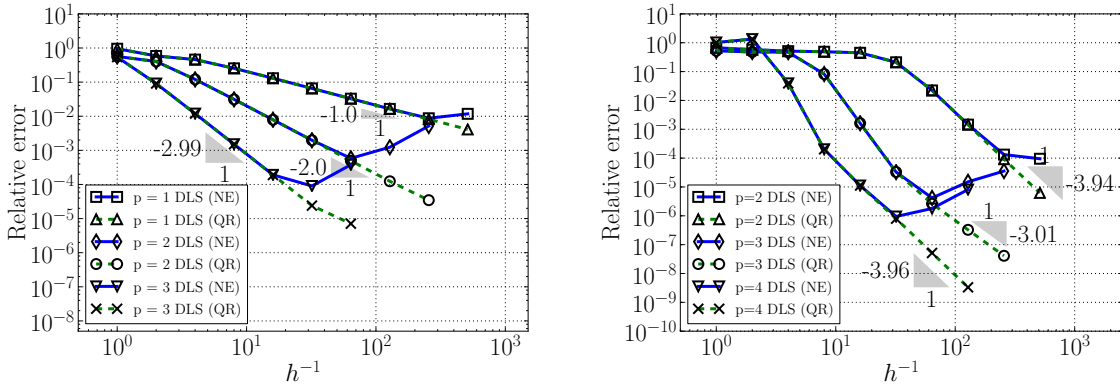 Relative error
10^1
10^0
10^-1
10^-2
10^-3
10^-4
10^-5
10^-6
10^-7
10^-8
-1.0
1
-2.99
1
-2.0
1
p = 1 DLS (NE)
p = 1 DLS (QR)
p = 2 DLS (NE)
p = 2 DLS (QR)
p = 3 DLS (NE)
p = 3 DLS (QR)
10^0
10^1
10^2
10^3
h^-1
Relative error
10^1
10^0
10^-1
10^-2
10^-3
10^-4
10^-5
10^-6
10^-7
10^-8
10^-9
10^-10
1
-3.94
1
-3.01
-3.96
1
p=2 DLS (NE)
p=2 DLS (QR)
p=3 DLS (NE)
p=3 DLS (QR)
p=4 DLS (NE)
p=4 DLS (QR)
10^0
10^1
10^2
10^3
h^-1